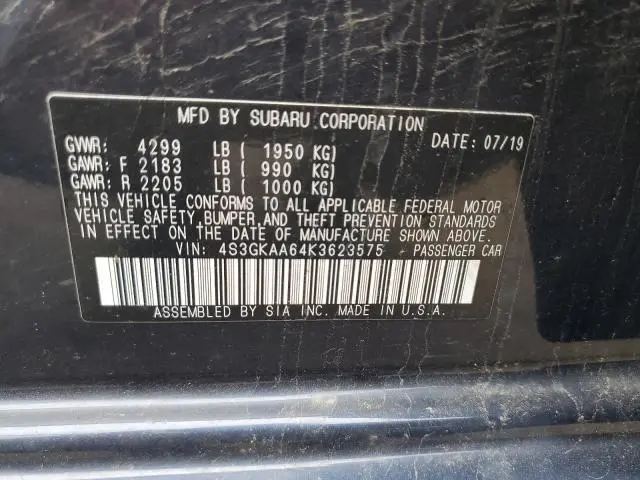 MFD BY SUBARU CORPORATION
GVWR: 4299 LB ( 1950 KG) DATE: 07/19
GAWR: F 2183 LB ( 990 KG)
GAWR: R 2205 LB ( 1000 KG)
THIS VEHICLE CONFORMS TO ALL APPLICABLE FEDERAL MOTOR
VEHICLE SAFETY, BUMPER, AND THEFT PREVENTION STANDARDS
IN EFFECT ON THE DATE OF MANUFACTURE SHOWN ABOVE.
VIN: 4S3GKAA64K3623575 - PASSENGER CAR
ASSEMBLED BY SIA INC. MADE IN U.S.A.